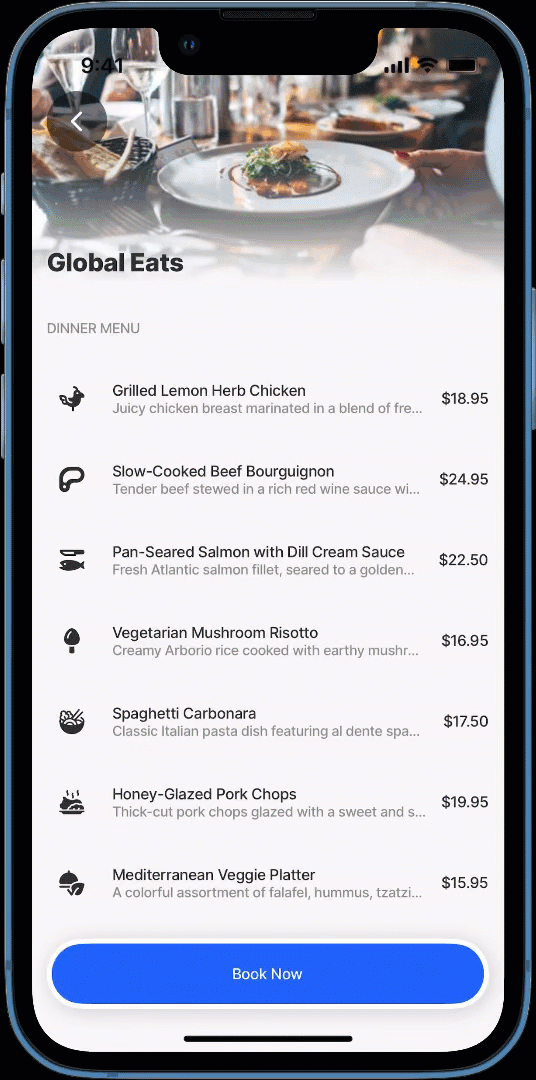 9:41
Global Eats
DINNER MENU
Grilled Lemon Herb Chicken
Juicy chicken breast marinated in a blend of fre...
$18.95
Slow-Cooked Beef Bourguignon
Tender beef stewed in a rich red wine sauce wi...
$24.95
Pan-Seared Salmon with Dill Cream Sauce
Fresh Atlantic salmon fillet, seared to a golden...
$22.50
Vegetarian Mushroom Risotto
Creamy Arborio rice cooked with earthy mushr...
$16.95
Spaghetti Carbonara
Classic Italian pasta dish featuring al dente spa...
$17.50
Honey-Glazed Pork Chops
Thick-cut pork chops glazed with a sweet and s...
$19.95
Mediterranean Veggie Platter
A colorful assortment of falafel, hummus, tzatzi...
$15.95
Book Now